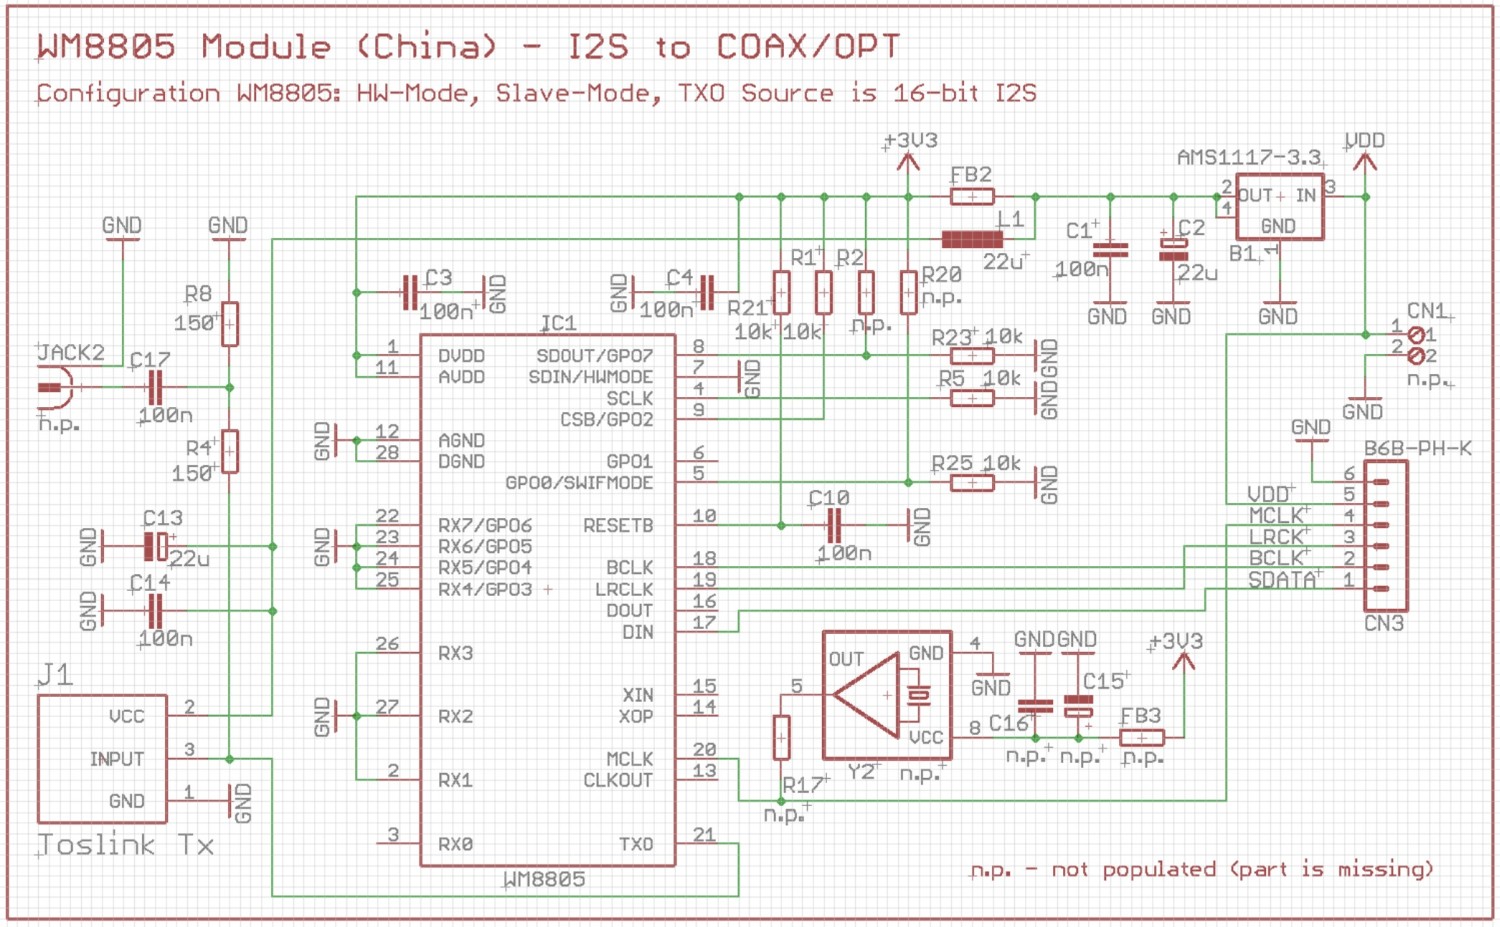 WM8805 Module (China) - I2S to COAX/OPT
Configuration WM8805: HW-Mode, Slave-Mode, TX0 Source is 16-bit I2S
+3V3
VDD
AMS1117-3.3
FB2
2 OUT IN 3
4
GND
1
B1
L1
22u
C1
100n
C2
22u
GND
GND
GND
GND
GND
R8
150
JACK2
n.p.
C17
100n
R4
150
C3
100n
GND
GND
C4
100n
R21
10k
R1
10k
R2
n.p.
R20
n.p.
CN1
1 1
2 2
n.p.
GND
IC1
1 DVDD
11 AVDD
GND
12 AGND
28 DGND
GND
22 RX7/GPO6
23 RX6/GPO5
24 RX5/GPO4
25 RX4/GPO3
26 RX3
GND
27 RX2
2 RX1
3 RX0
SDOUT/GPO7 8
SDIN/HWMODE 7
GND
SCLK 4
CSB/GPO2 9
GPO1 6
GPO0/SWIFMODE 5
RESETB 10
BCLK 18
LRCLK 19
DOUT 16
DIN 17
XIN 15
XOP 14
MCLK 20
CLKOUT 13
TX0 21
WM8805
R23 10k
GND
R5 10k
GND
R25 10k
GND
C10
100n
GND
GND
B6B-PH-K
6
VDD 5
MCLK 4
LRCK 3
BCLK 2
SDATA 1
CN3
GND
C13
22u
GND
C14
100n
J1
VCC 2
INPUT 3
GND 1
GND
Toslink Tx
OUT
GND
VCC
5
4
8
GND
Y2
n.p.
R17
n.p.
GND
GND
C16
n.p.
C15
n.p.
+3V3
FB3
n.p.
n.p. - not populated (part is missing)